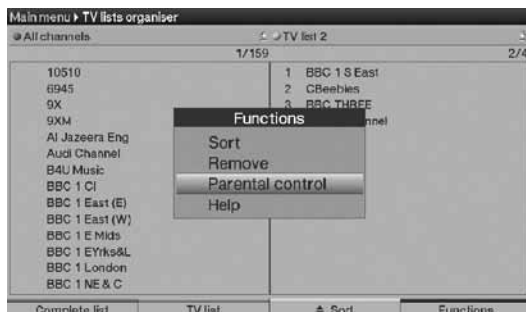 Main menu TV lists organiser
All channels
TV list 2
1/159
2/4
10510
6945
9X
9XM
Al Jazeera Eng
Audi Channel
B4U Music
BBC 1 CI
BBC 1 East (E)
BBC 1 East (W)
BBC 1 E Mids
BBC 1 EYrks&L
BBC 1 London
BBC 1 NE & C
1 BBC 1 S East
2 CBeebies
3 BBC THREE
nnel
Functions
Sort
Remove
Parental control
Help
Complete list
TV list
Sort
Functions